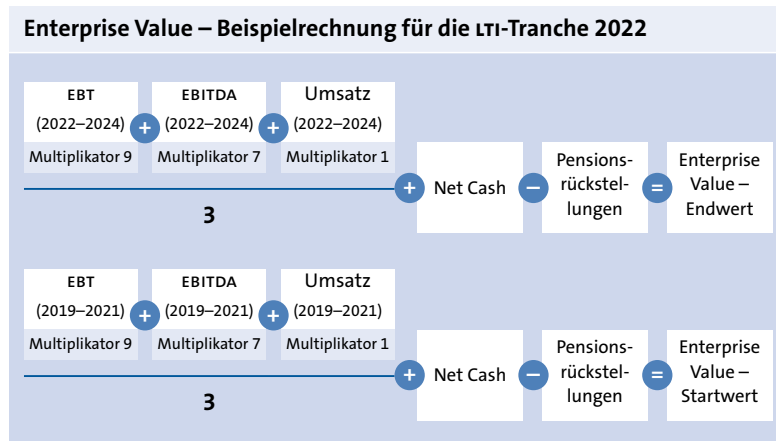 Enterprise Value – Beispielrechnung für die LTI-Tranche 2022
EBT
(2022–2024)
Multiplikator 9
+
EBITDA
(2022–2024)
Multiplikator 7
+
Umsatz
(2022–2024)
Multiplikator 1
3
+
Net Cash
–
Pensions-
rückstel-
lungen
=
Enterprise
Value –
Endwert
EBT
(2019–2021)
Multiplikator 9
+
EBITDA
(2019–2021)
Multiplikator 7
+
Umsatz
(2019–2021)
Multiplikator 1
3
+
Net Cash
–
Pensions-
rückstel-
lungen
=
Enterprise
Value –
Startwert